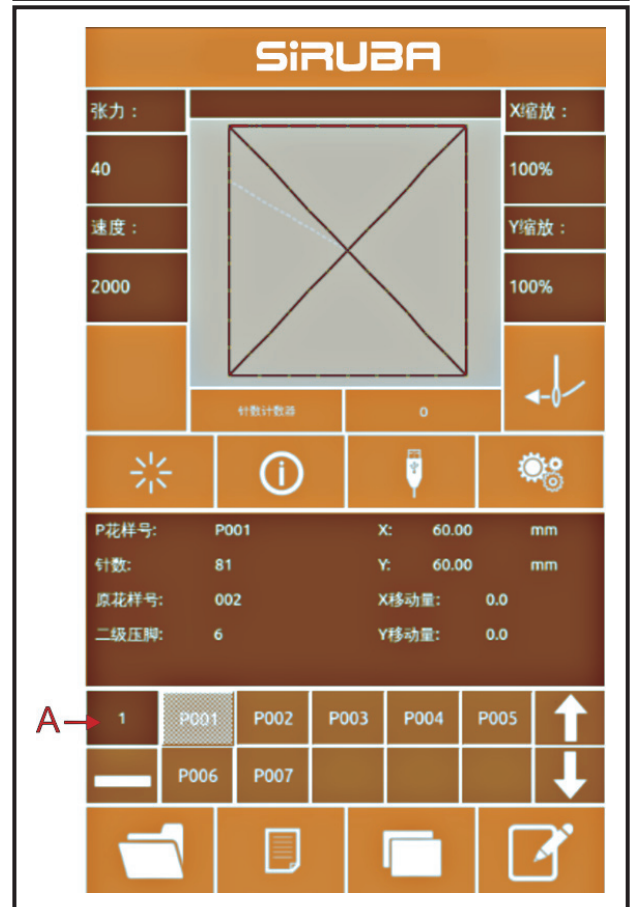 SiRUBA
张力： X缩放：
40 100%
速度： Y缩放：
2000 100%
针数计数器 0
P花样号: P001 X: 60.00 mm
针数: 81 Y: 60.00 mm
原花样号: 002 X移动量: 0.0
二级压脚: 6 Y移动量: 0.0
A 1 P001 P002 P003 P004 P005
P006 P007